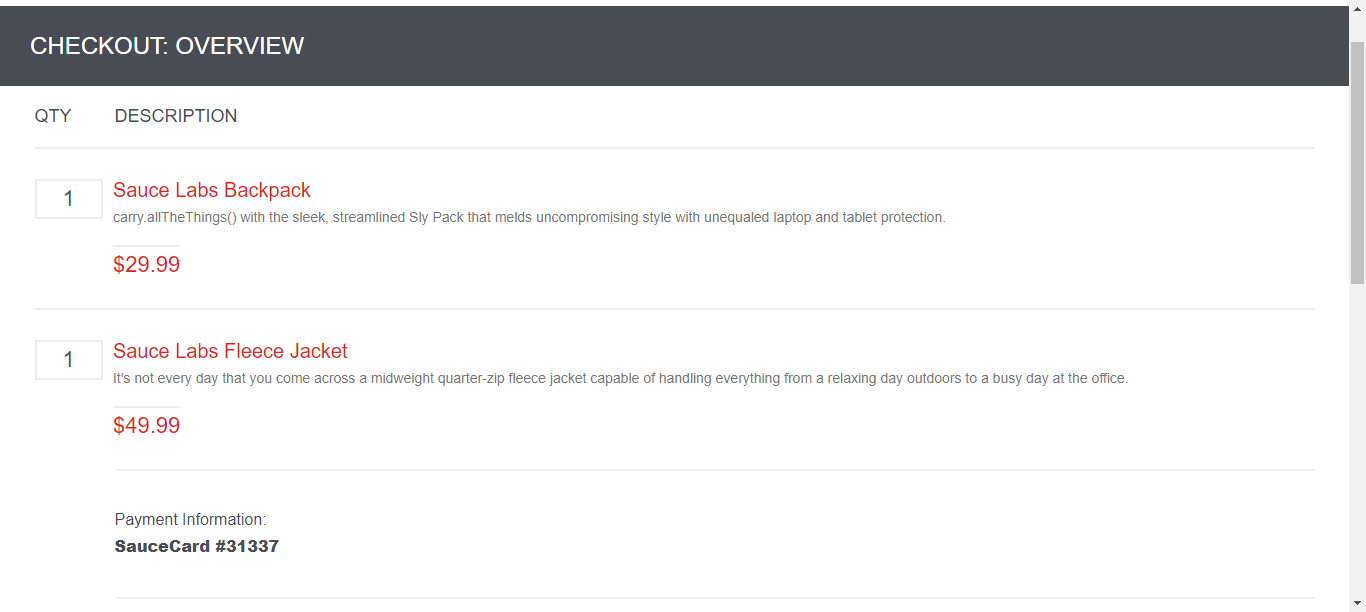 CHECKOUT: OVERVIEW
QTY DESCRIPTION
1 Sauce Labs Backpack
carry.allTheThings() with the sleek, streamlined Sly Pack that melds uncompromising style with unequaled laptop and tablet protection.
$29.99
1 Sauce Labs Fleece Jacket
It's not every day that you come across a midweight quarter-zip fleece jacket capable of handling everything from a relaxing day outdoors to a busy day at the office.
$49.99
Payment Information:
SauceCard #31337